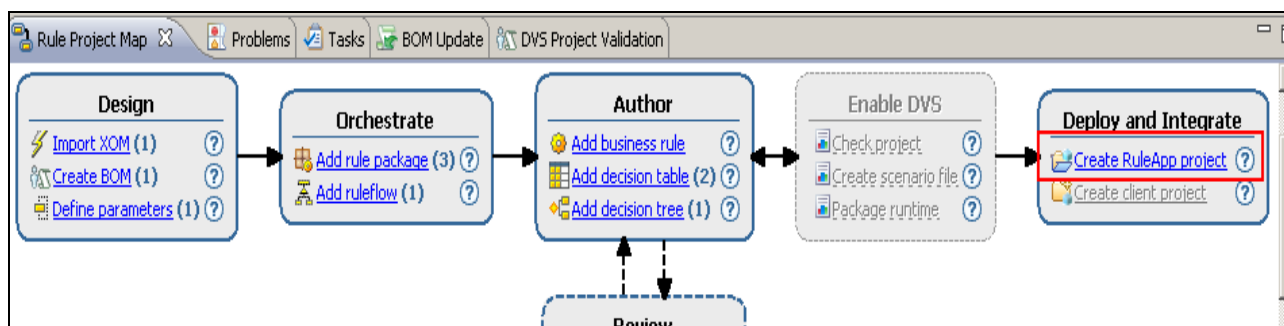 Rule Project Map
Problems
Tasks
BOM Update
DVS Project Validation
Design
Import XOM (1) ?
Create BOM (1) ?
Define parameters (1) ?
Orchestrate
Add rule package (3) ?
Add ruleflow (1) ?
Author
Add business rule ?
Add decision table (2) ?
Add decision tree (1) ?
Enable DVS
Check project ?
Create scenario file ?
Package runtime ?
Deploy and Integrate
Create RuleApp project ?
Create client project ?
Review